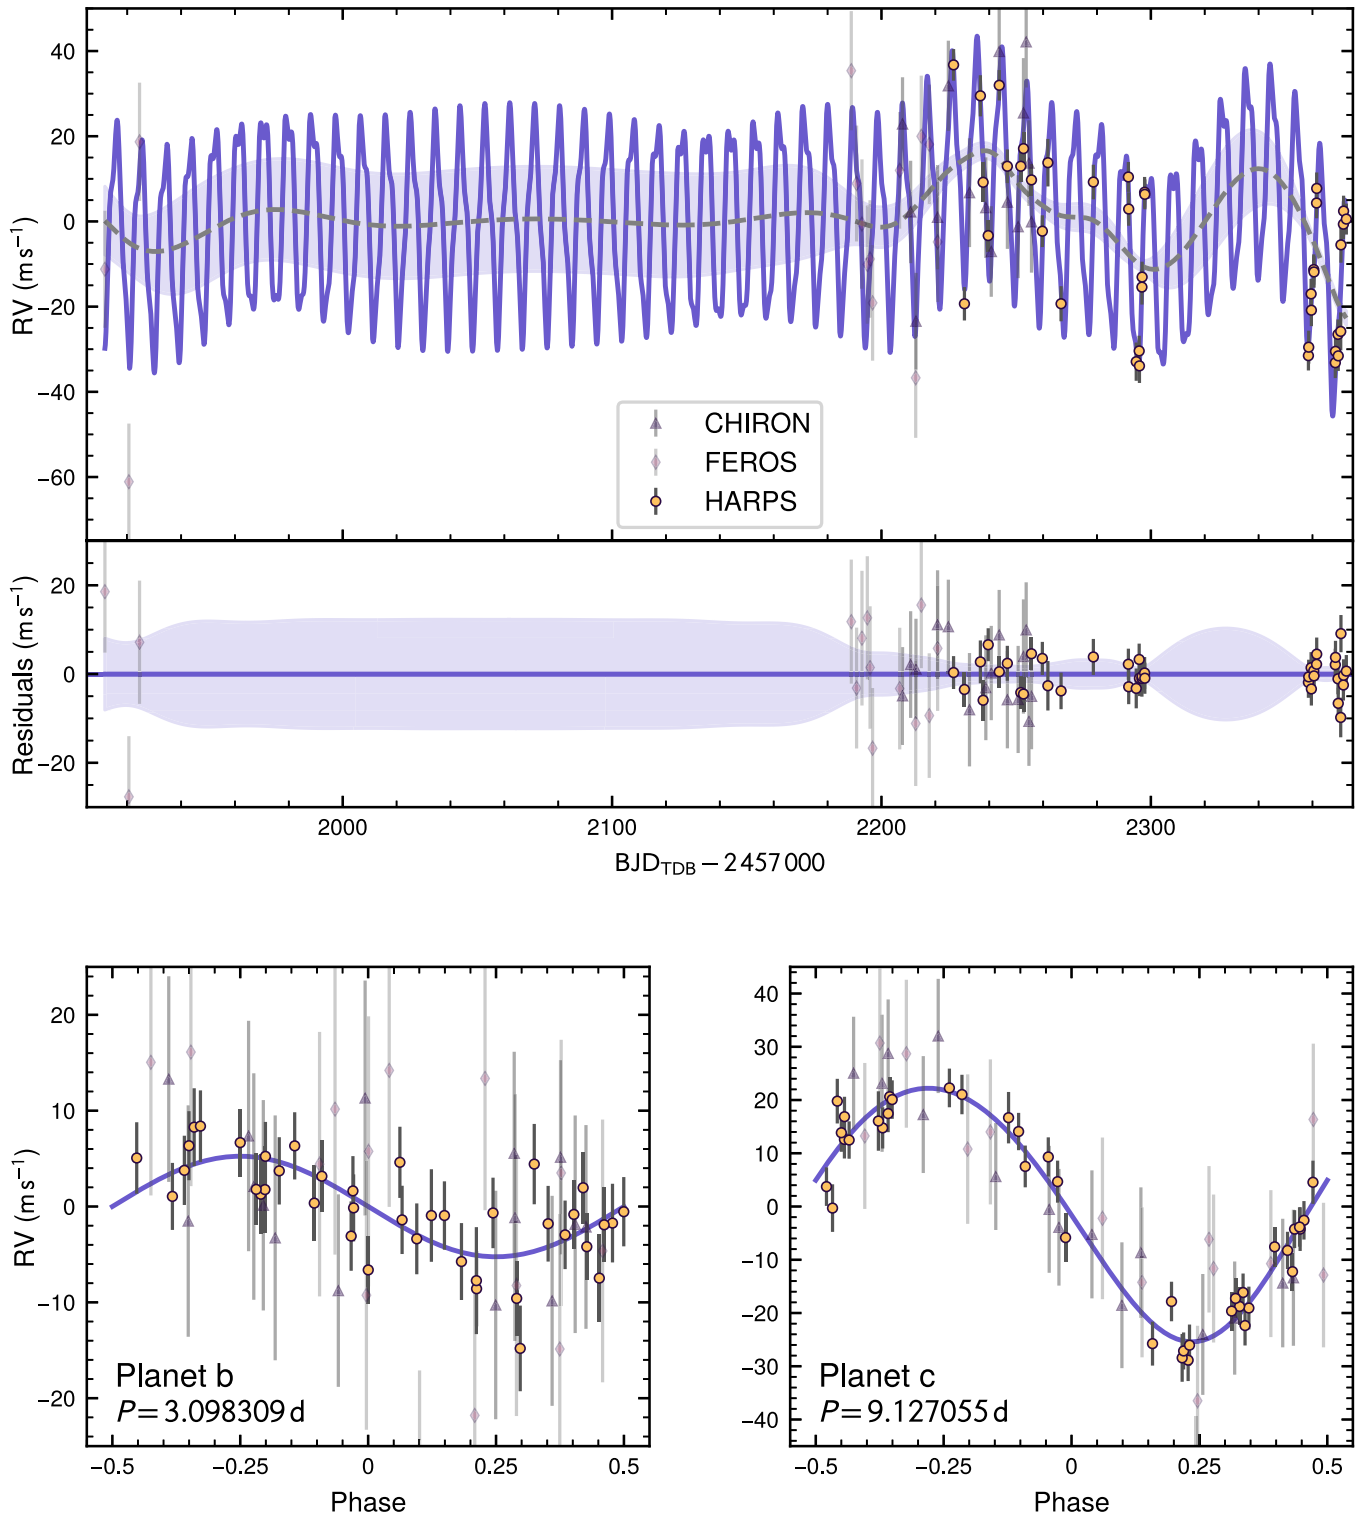 40
20
0
−20
−40
−60
RV (m s⁻¹)
CHIRON
FEROS
HARPS
20
0
−20
Residuals (m s⁻¹)
2000 2100 2200 2300
BJD_TDB − 2 457 000
20
10
0
−10
−20
RV (m s⁻¹)
Planet b
P = 3.098309 d
−0.5 −0.25 0 0.25 0.5
Phase
40
30
20
10
0
−10
−20
−30
−40
Planet c
P = 9.127055 d
−0.5 −0.25 0 0.25 0.5
Phase